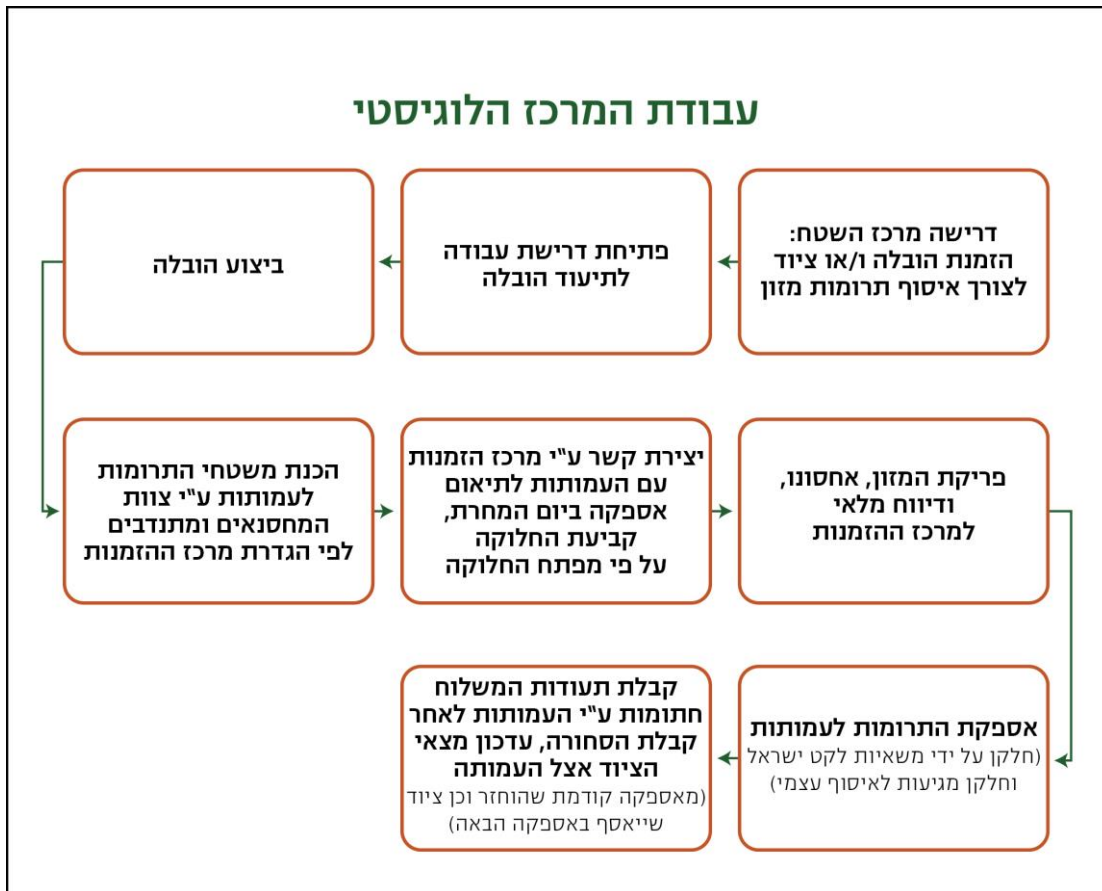 עבודת המרכז הלוגיסטי
דרישה מרכז השטח:
הזמנת הובלה ו/או ציוד
לצורך איסוף תרומות מזון
פתיחת דרישת עבודה
לתיעוד הובלה
ביצוע הובלה
הכנת משטחי התרומות
לעמותות ע"י צוות
המחסנאים ומתנדבים
לפי הגדרת מרכז ההזמנות
יצירת קשר ע"י מרכז הזמנות
עם העמותות לתיאום
אספקה ביום המחרת,
קביעת החלוקה
על פי מפתח החלוקה
פריקת המזון, אחסונו,
ודיווח מלאי
למרכז ההזמנות
אספקת התרומות לעמותות
(חלקן על ידי משאיות לקט ישראל
וחלקן מגיעות לאיסוף עצמי)
קבלת תעודות המשלוח
חתומות ע"י העמותות לאחר
קבלת הסחורה, עדכון מצאי
הציוד אצל העמותה
(מאספקה קודמת שהוחזר וכן ציוד
שייאסף באספקה הבאה)